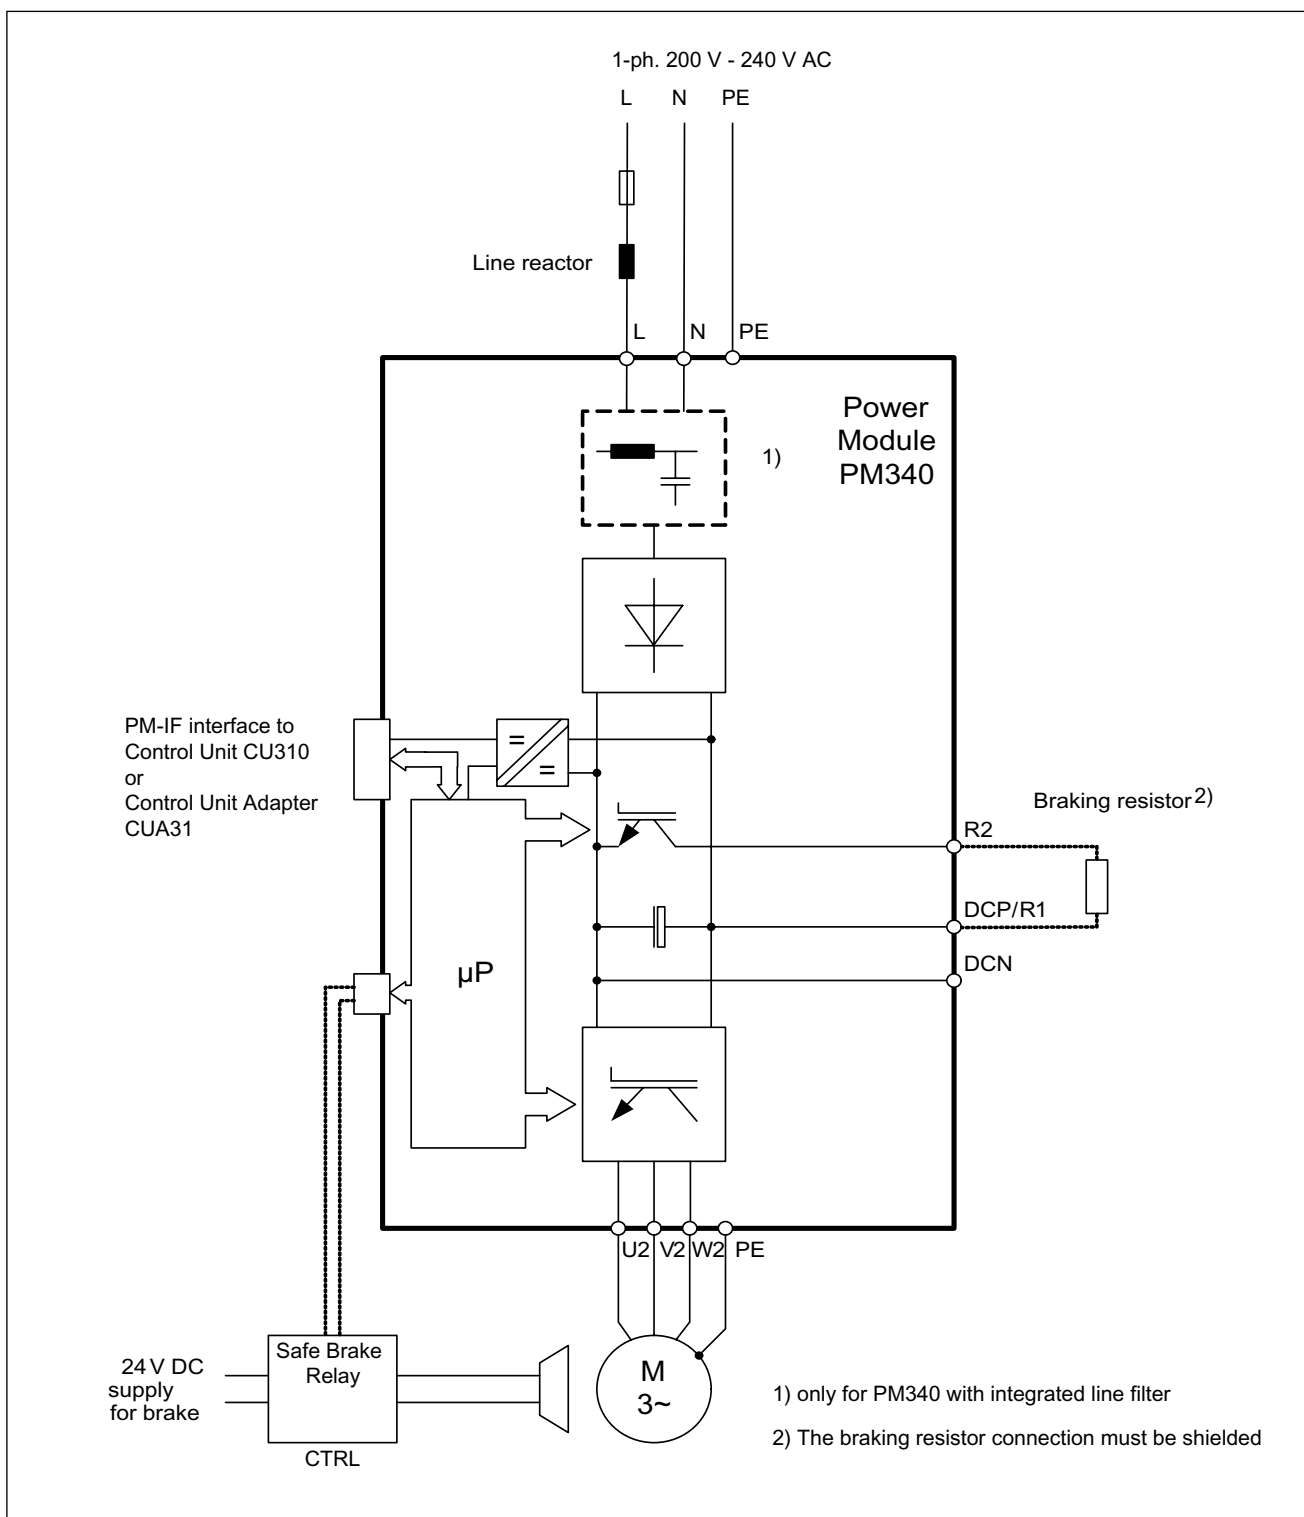 1-ph. 200 V - 240 V AC
L N PE
Line reactor
L N PE
Power
Module
PM340
1)
PM-IF interface to
Control Unit CU310
or
Control Unit Adapter
CUA31
=
=
Braking resistor 2)
R2
DCP/R1
DCN
µP
U2 V2 W2 PE
Safe Brake
Relay
24 V DC
supply
for brake
CTRL
M
3~
1) only for PM340 with integrated line filter
2) The braking resistor connection must be shielded